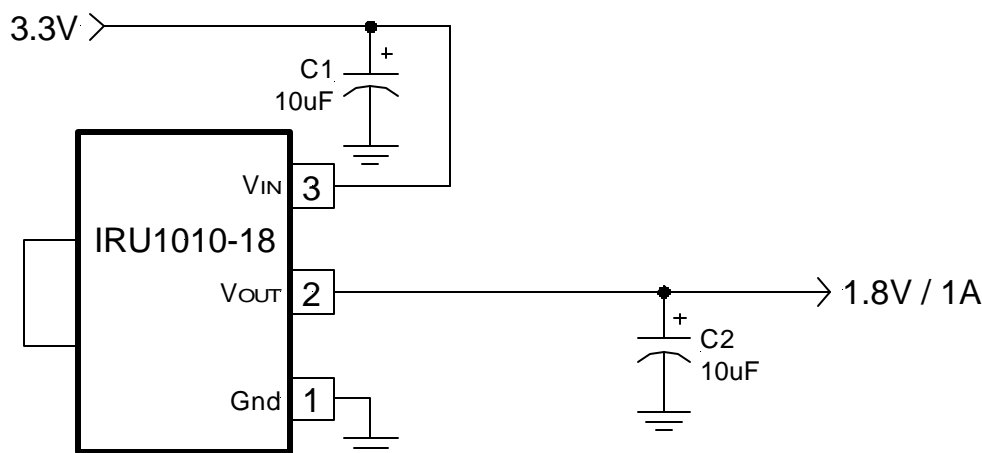 3.3V
+
C1
10uF
VIN
3
IRU1010-18
VOUT
2
1.8V / 1A
+
C2
10uF
Gnd
1